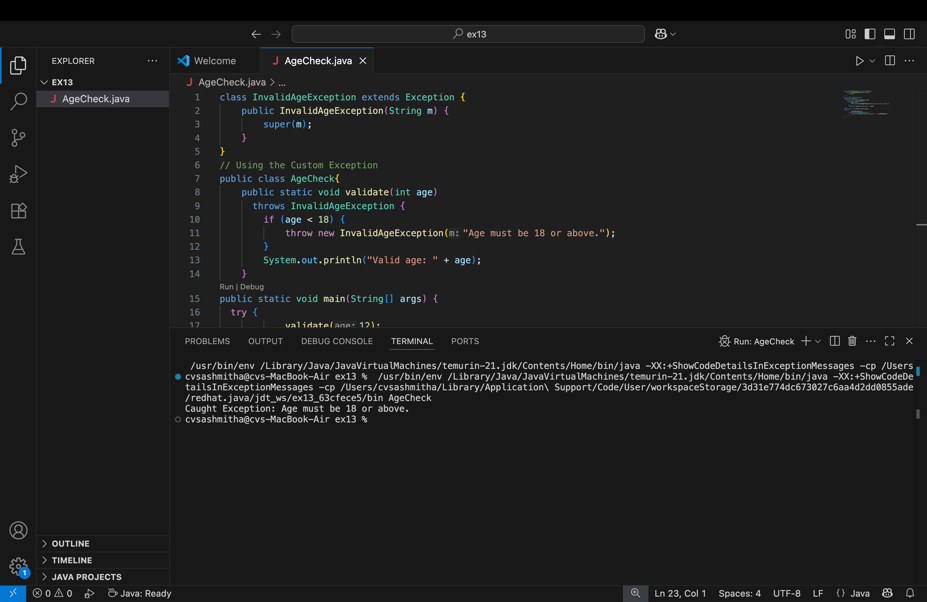 ex13
EXPLORER
Welcome
AgeCheck.java
EX13
AgeCheck.java
AgeCheck.java > ...
1 class InvalidAgeException extends Exception {
2 public InvalidAgeException(String m) {
3 super(m);
4 }
5 }
6 // Using the Custom Exception
7 public class AgeCheck{
8 public static void validate(int age)
9 throws InvalidAgeException {
10 if (age < 18) {
11 throw new InvalidAgeException(m: "Age must be 18 or above.");
12 }
13 System.out.println("Valid age: " + age);
14 }
Run | Debug
15 public static void main(String[] args) {
16 try {
17 validate(age: 12);
PROBLEMS OUTPUT DEBUG CONSOLE TERMINAL PORTS
Run: AgeCheck
/usr/bin/env /Library/Java/JavaVirtualMachines/temurin-21.jdk/Contents/Home/bin/java -XX:+ShowCodeDetailsInExceptionMessages -cp /Users
cvsashmitha@cvs-MacBook-Air ex13 % /usr/bin/env /Library/Java/JavaVirtualMachines/temurin-21.jdk/Contents/Home/bin/java -XX:+ShowCodeDe
tailsInExceptionMessages -cp /Users/cvsashmitha/Library/Application\ Support/Code/User/workspaceStorage/3d31e774dc673027c6aa4d2dd0855ade
/redhat.java/jdt_ws/ex13_63cfece5/bin AgeCheck
Caught Exception: Age must be 18 or above.
cvsashmitha@cvs-MacBook-Air ex13 %
OUTLINE
TIMELINE
JAVA PROJECTS
1
0 0 Java: Ready
Ln 23, Col 1 Spaces: 4 UTF-8 LF {} Java